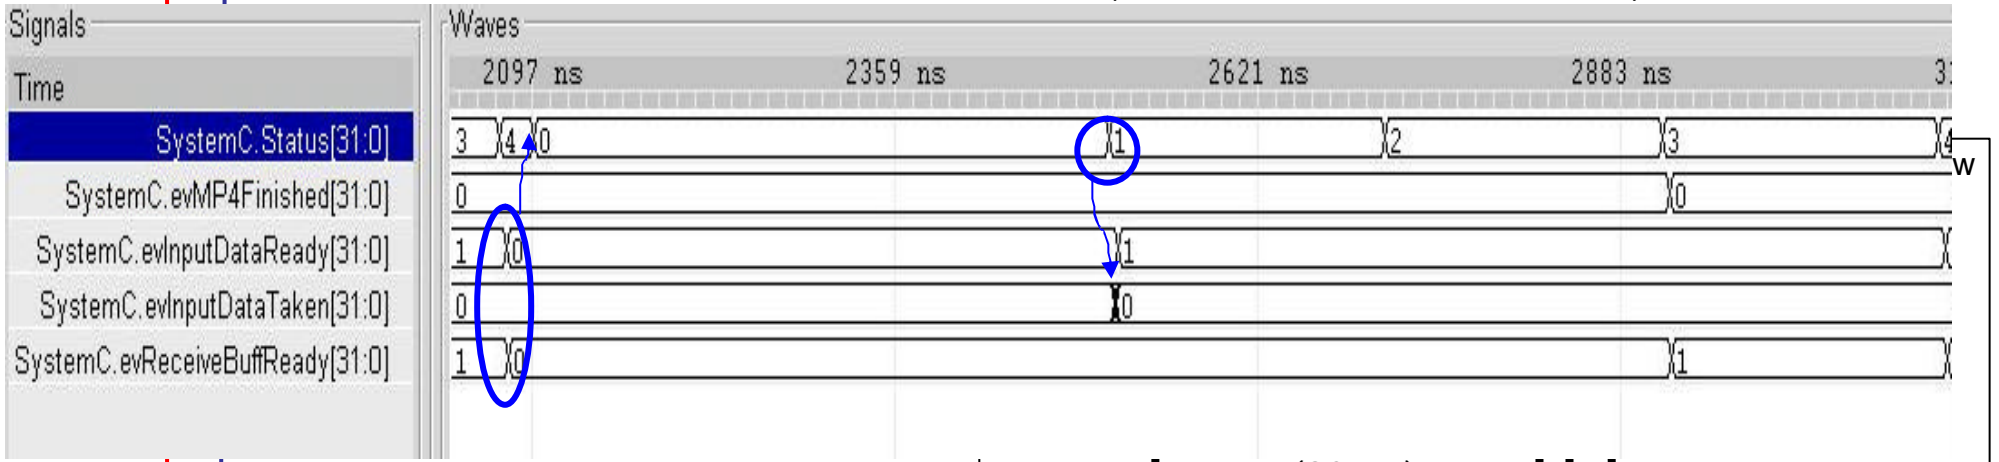 Signals
Waves
Time
2097 ns 2359 ns 2621 ns 2883 ns
SystemC.Status[31:0] 3 4 0 1 2 3 4
w
SystemC.evMP4Finished[31:0] 0 0
SystemC.evInputDataReady[31:0] 1 0 1
SystemC.evInputDataTaken[31:0] 0 0
SystemC.evReceiveBuffReady[31:0] 1 0 1